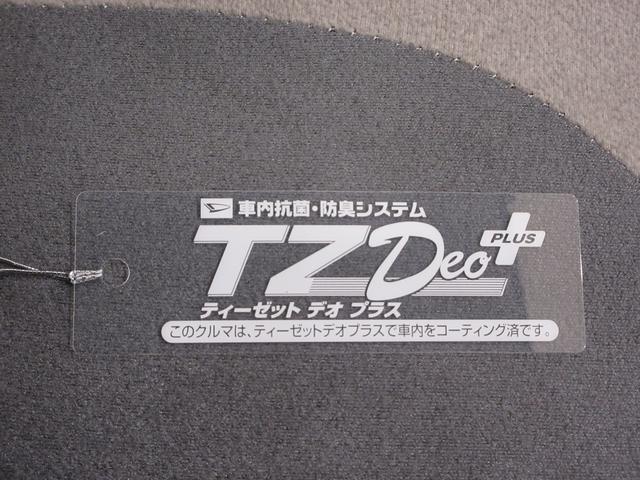 車内抗菌・防臭システム
TZDeo PLUS
ティーゼット デオ プラス
このクルマは、ティーゼットデオプラスで車内をコーティング済です。